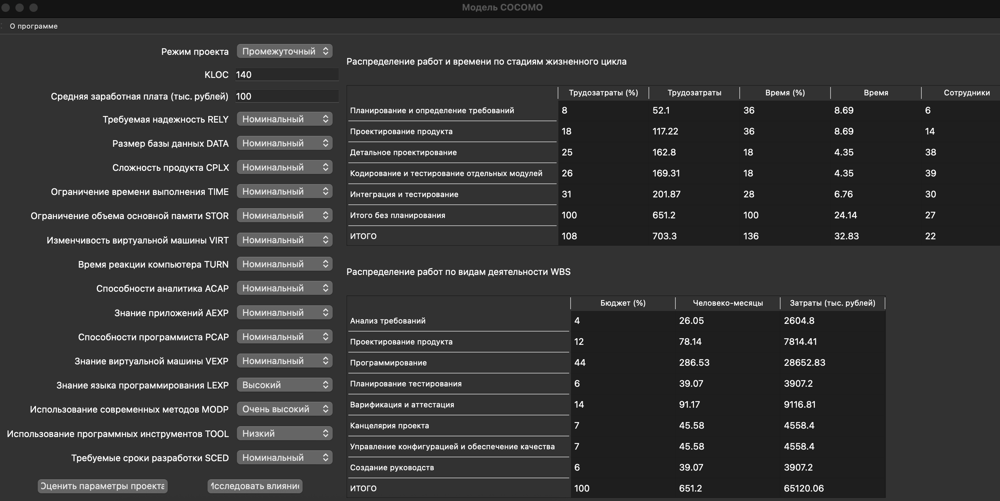 Модель COCOMO
О программе
Режим проекта Промежуточный
KLOC 140
Средняя заработная плата (тыс. рублей) 100
Требуемая надежность RELY Номинальный
Размер базы данных DATA Номинальный
Сложность продукта CPLX Номинальный
Ограничение времени выполнения TIME Номинальный
Ограничение объема основной памяти STOR Номинальный
Изменчивость виртуальной машины VIRT Номинальный
Время реакции компьютера TURN Номинальный
Способности аналитика ACAP Номинальный
Знание приложений AEXP Номинальный
Способности программиста PCAP Номинальный
Знание виртуальной машины VEXP Номинальный
Знание языка программирования LEXP Высокий
Использование современных методов MODP Очень высокий
Использование программных инструментов TOOL Низкий
Требуемые сроки разработки SCED Номинальный
Оценить параметры проекта Исследовать влияние
Распределение работ и времени по стадиям жизненного цикла
Трудозатраты (%) Трудозатраты Время (%) Время Сотрудники
Планирование и определение требований 8 52.1 36 8.69 6
Проектирование продукта 18 117.22 36 8.69 14
Детальное проектирование 25 162.8 18 4.35 38
Кодирование и тестирование отдельных модулей 26 169.31 18 4.35 39
Интеграция и тестирование 31 201.87 28 6.76 30
Итого без планирования 100 651.2 100 24.14 27
ИТОГО 108 703.3 136 32.83 22
Распределение работ по видам деятельности WBS
Бюджет (%) Человеко-месяцы Затраты (тыс. рублей)
Анализ требований 4 26.05 2604.8
Проектирование продукта 12 78.14 7814.41
Программирование 44 286.53 28652.83
Планирование тестирования 6 39.07 3907.2
Варификация и аттестация 14 91.17 9116.81
Канцелярия проекта 7 45.58 4558.4
Управление конфигурацией и обеспечение качества 7 45.58 4558.4
Создание руководств 6 39.07 3907.2
ИТОГО 100 651.2 65120.06